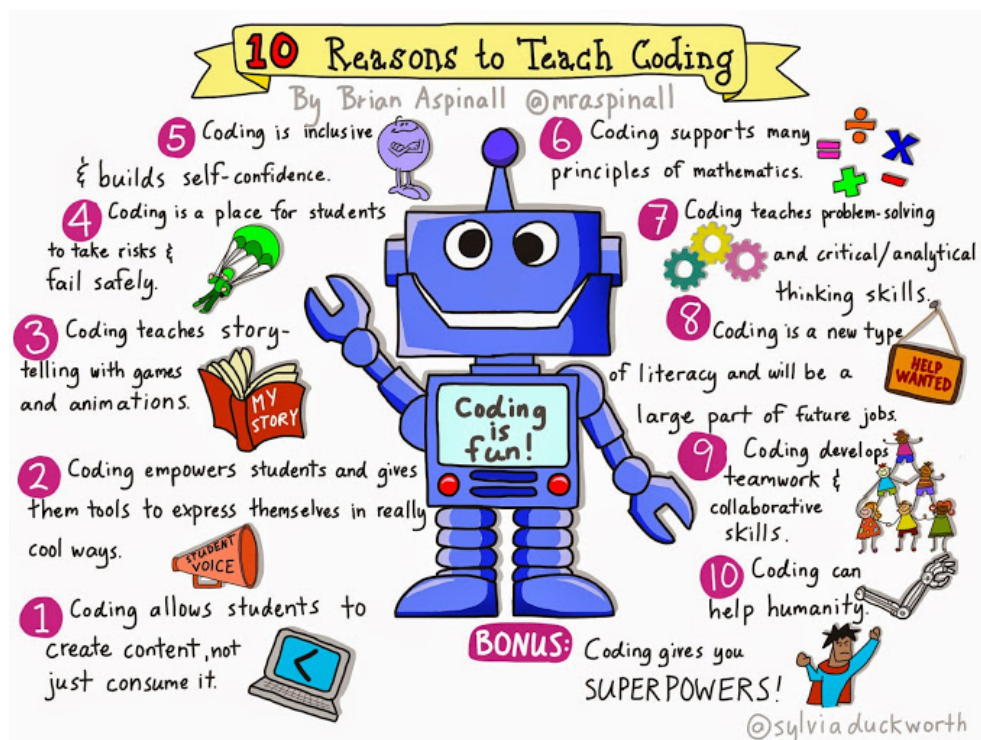 10 Reasons to Teach Coding
By Brian Aspinall @mraspinall
1 Coding allows students to
create content, not
just consume it.
<
2 Coding empowers students and gives
them tools to express themselves in really
cool ways.
STUDENT
VOICE
3 Coding teaches story-
telling with games
and animations.
MY
STORY
4 Coding is a place for students
to take risks &
fail safely.
5 Coding is inclusive
& builds self-confidence.
Coding
is
fun!
6 Coding supports many
principles of mathematics.
÷
= x
+ -
7 Coding teaches problem-solving
and critical/analytical
thinking skills.
8 Coding is a new type
of literacy and will be a
large part of future jobs.
HELP
WANTED
9 Coding develops
teamwork &
collaborative
skills.
10 Coding can
help humanity.
BONUS: Coding gives you
SUPERPOWERS!
@sylviaduckworth